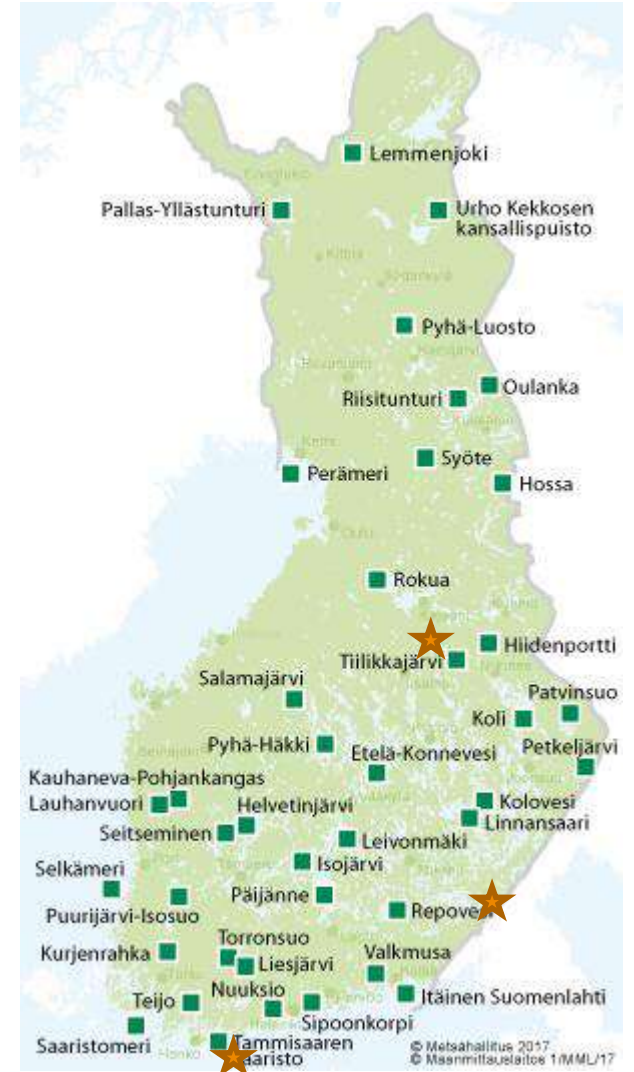 Lemmenjoki
Pallas-Yllästunturi
Urho Kekkosen
kansallispuisto
Pyhä-Luosto
Oulanka
Riisitunturi
Syöte
Perämeri
Hossa
Oulu
Rokua
Hiidenportti
Tiilikkajärvi
Salamajärvi
Patvinsuo
Koli
Pyhä-Häkki
Etelä-Konnevesi
Petkeljärvi
Kauhaneva-Pohjankangas
Lauhanvuori
Helvetinjärvi
Kolovesi
Linnansaari
Seitseminen
Leivonmäki
Isojärvi
Selkämeri
Päijänne
Puurijärvi-Isosuo
Torronsuo
Kurjenrahka
Liesjärvi
Valkmusa
Nuuksio
Teijo
Itäinen Suomenlahti
Sipoonkorpi
Saaristomeri
Hanko
Tammisaaren
© Metsähallitus 2017
© Maanmittauslaitos 1/MML/17